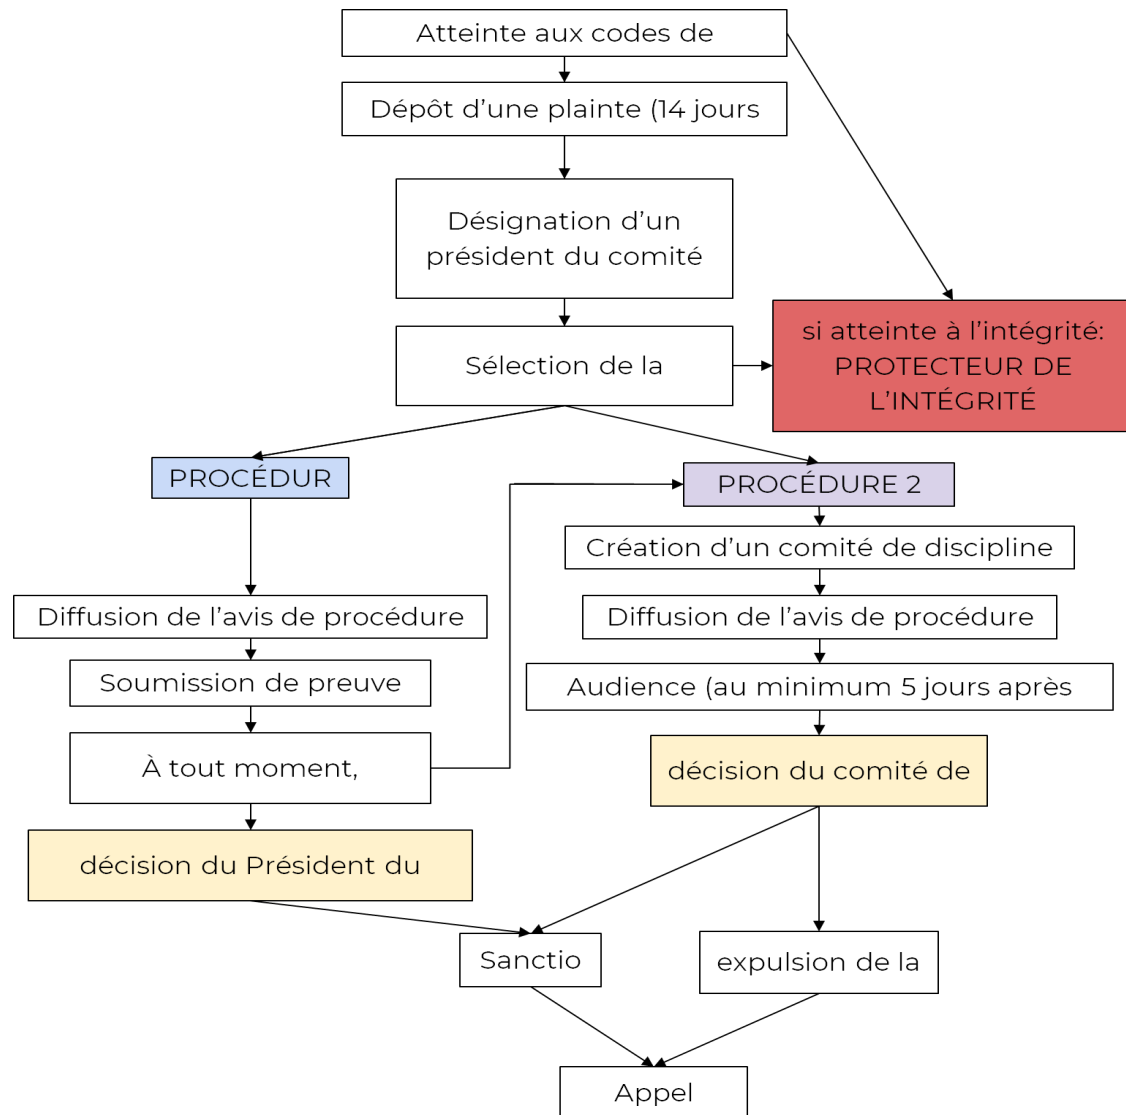 Atteinte aux codes de
Dépôt d’une plainte (14 jours
Désignation d’un
président du comité
si atteinte à l’intégrité:
PROTECTEUR DE
L’INTÉGRITÉ
Sélection de la
PROCÉDUR
PROCÉDURE 2
Création d’un comité de discipline
Diffusion de l’avis de procédure
Diffusion de l’avis de procédure
Soumission de preuve
Audience (au minimum 5 jours après
À tout moment,
décision du comité de
décision du Président du
Sanctio
expulsion de la
Appel